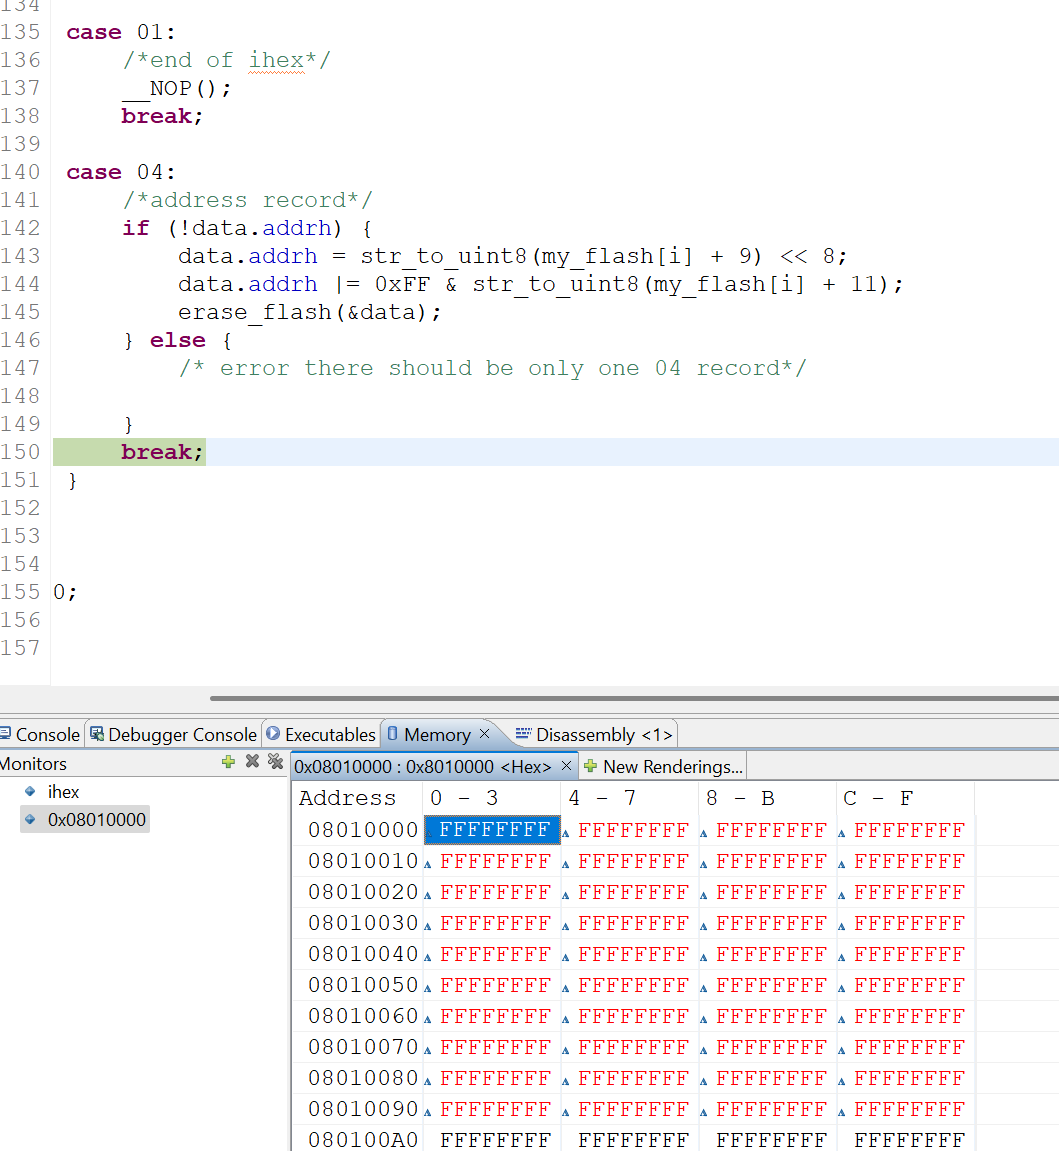 134
135 case 01:
136 /*end of ihex*/
137 __NOP();
138 break;
139
140 case 04:
141 /*address record*/
142 if (!data.addrh) {
143 data.addrh = str_to_uint8(my_flash[i] + 9) << 8;
144 data.addrh |= 0xFF & str_to_uint8(my_flash[i] + 11);
145 erase_flash(&data);
146 } else {
147 /* error there should be only one 04 record*/
148
149 }
150 break;
151 }
152
153
154
155 0;
156
157
Console Debugger Console Executables Memory Disassembly <1>
Monitors 0x08010000 : 0x8010000 <Hex> New Renderings...
ihex
0x08010000
Address 0 - 3 4 - 7 8 - B C - F
08010000 FFFFFFFF FFFFFFFF FFFFFFFF FFFFFFFF
08010010 FFFFFFFF FFFFFFFF FFFFFFFF FFFFFFFF
08010020 FFFFFFFF FFFFFFFF FFFFFFFF FFFFFFFF
08010030 FFFFFFFF FFFFFFFF FFFFFFFF FFFFFFFF
08010040 FFFFFFFF FFFFFFFF FFFFFFFF FFFFFFFF
08010050 FFFFFFFF FFFFFFFF FFFFFFFF FFFFFFFF
08010060 FFFFFFFF FFFFFFFF FFFFFFFF FFFFFFFF
08010070 FFFFFFFF FFFFFFFF FFFFFFFF FFFFFFFF
08010080 FFFFFFFF FFFFFFFF FFFFFFFF FFFFFFFF
08010090 FFFFFFFF FFFFFFFF FFFFFFFF FFFFFFFF
080100A0 FFFFFFFF FFFFFFFF FFFFFFFF FFFFFFFF